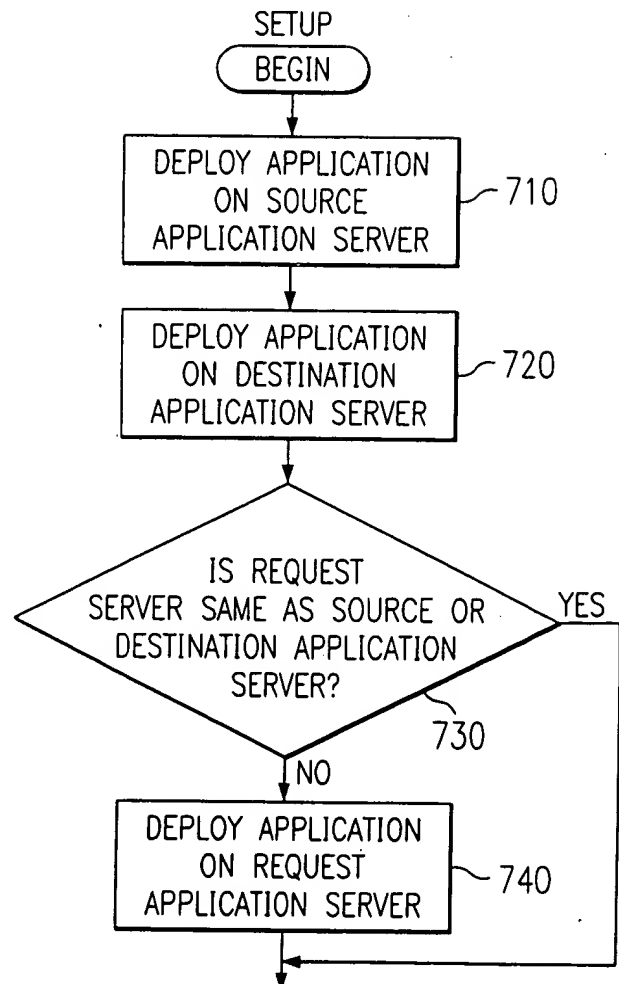 SETUP
BEGIN
DEPLOY APPLICATION
ON SOURCE
APPLICATION SERVER
710
DEPLOY APPLICATION
ON DESTINATION
APPLICATION SERVER
720
IS REQUEST
SERVER SAME AS SOURCE OR
DESTINATION APPLICATION
SERVER?
YES
730
NO
DEPLOY APPLICATION
ON REQUEST
APPLICATION SERVER
740